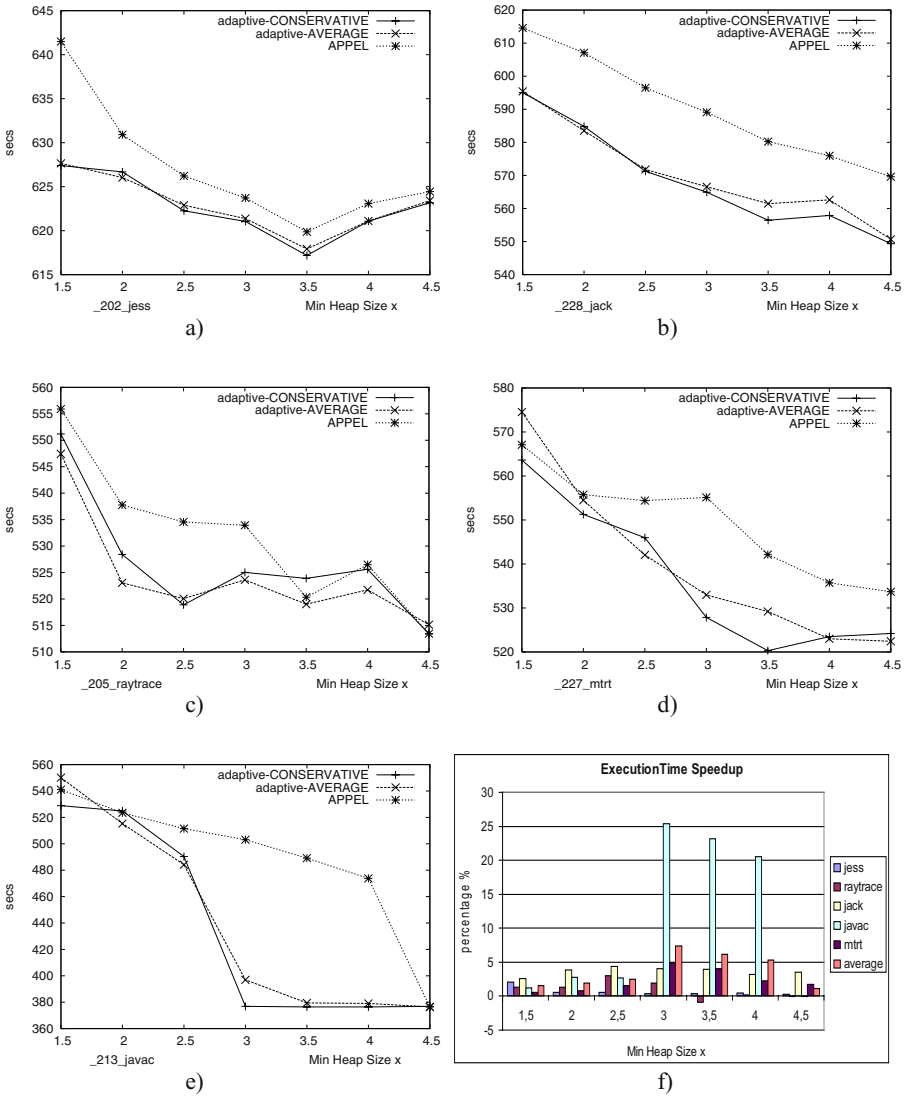 645
640
635
630
625
620
615
secs
adaptive-CONSERVATIVE
adaptive-AVERAGE
APPEL
1.5 2 2.5 3 3.5 4 4.5
_202_jess Min Heap Size x
a)
620
610
600
590
580
570
560
550
540
secs
adaptive-CONSERVATIVE
adaptive-AVERAGE
APPEL
1.5 2 2.5 3 3.5 4 4.5
_228_jack Min Heap Size x
b)
560
555
550
545
540
535
530
525
520
515
510
secs
adaptive-CONSERVATIVE
adaptive-AVERAGE
APPEL
1.5 2 2.5 3 3.5 4 4.5
_205_raytrace Min Heap Size x
c)
580
570
560
550
540
530
520
secs
adaptive-CONSERVATIVE
adaptive-AVERAGE
APPEL
1.5 2 2.5 3 3.5 4 4.5
_227_mtrt Min Heap Size x
d)
560
540
520
500
480
460
400
380
360
secs
adaptive-CONSERVATIVE
adaptive-AVERAGE
APPEL
1.5 2 2.5 3 3.5 4 4.5
_213_javac Min Heap Size x
e)
ExecutionTime Speedup
30
25
20
15
10
5
0
-5
percentage %
1,5 2 2,5 3 3,5 4 4,5
Min Heap Size x
jess
raytrace
jack
javac
mtrt
average
f)